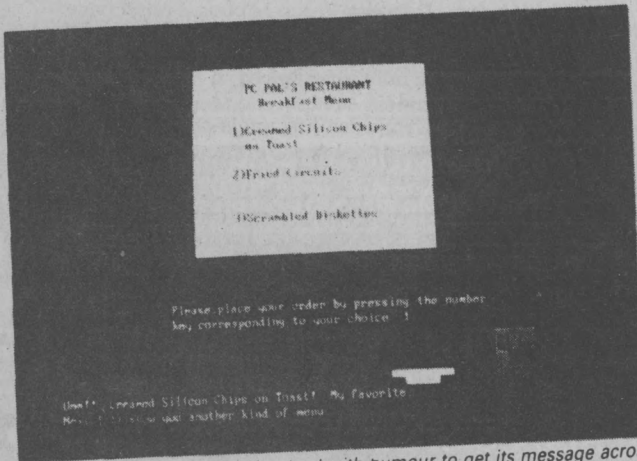 PC PAL'S RESTAURANT
Breakfast Menu
1)Creamed Silicon Chips
on Toast
2)Fried Circuits
3)Scrambled Diskettes
Please place your order by pressing the number
key corresponding to your choice 1
Creamed Silicon Chips on Toast! My favorite
you another kind of menu
with humour to get its message